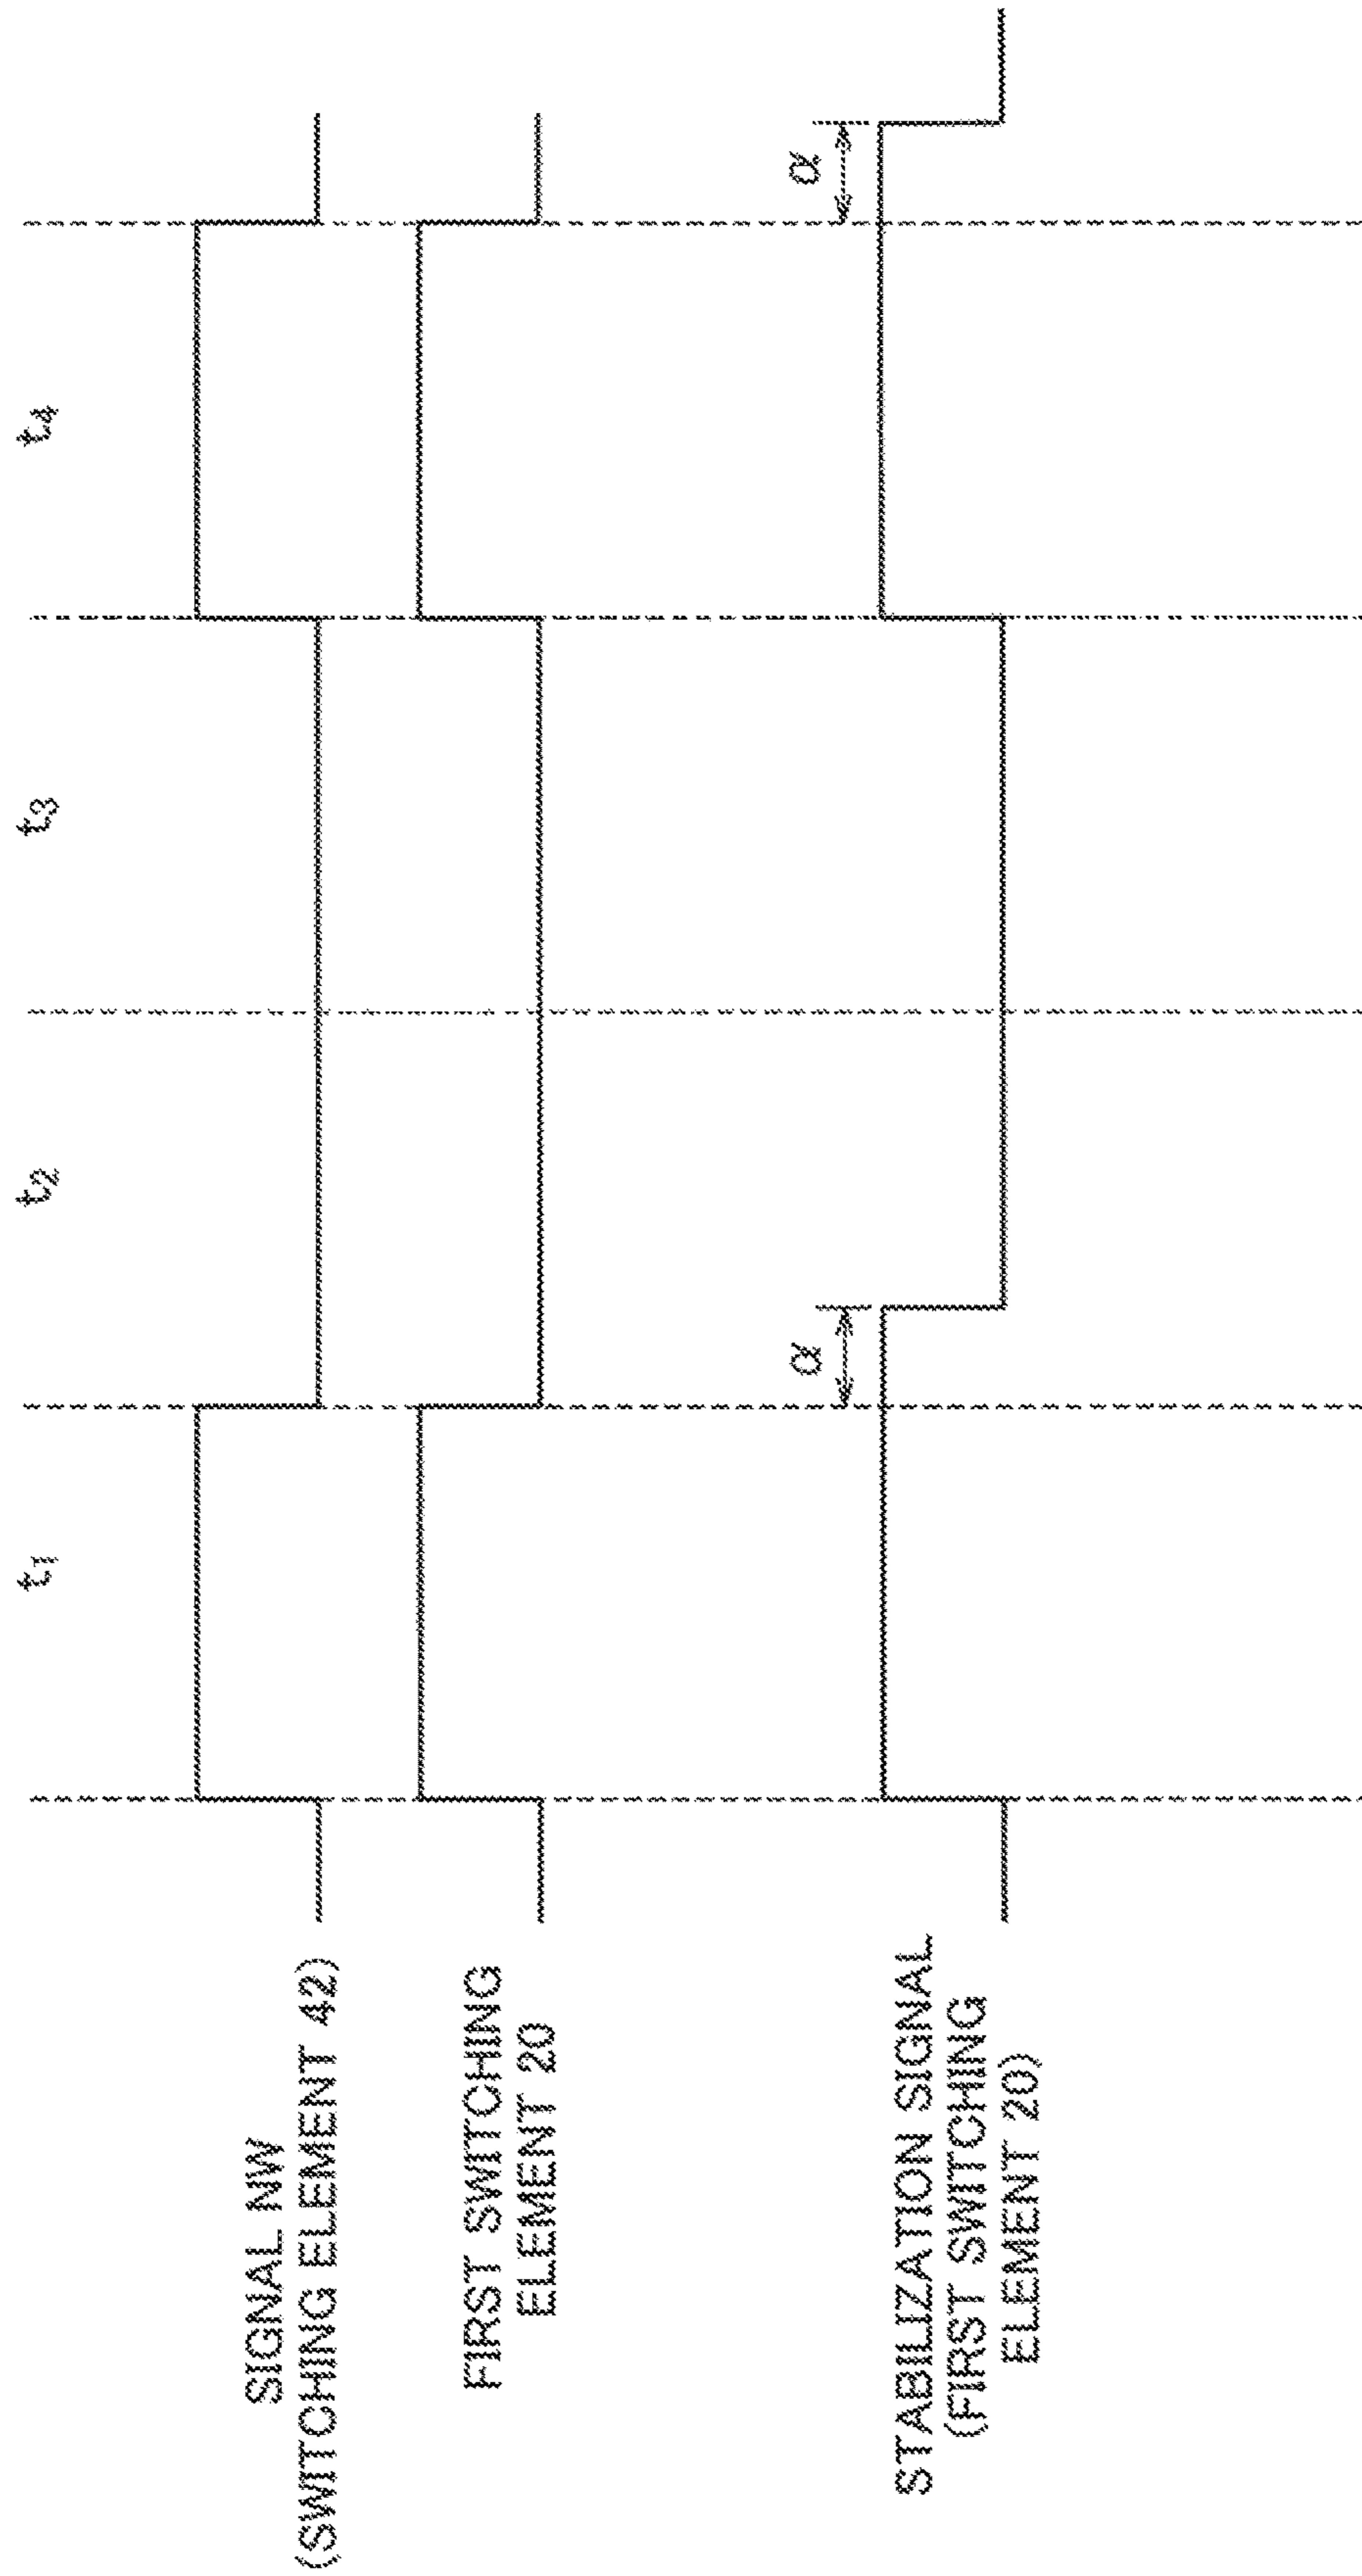 t1
t2
t3
t4
SIGNAL NW
(SWITCHING ELEMENT 42)
FIRST SWITCHING
ELEMENT 20
α
α
STABILIZATION SIGNAL
(FIRST SWITCHING
ELEMENT 20)